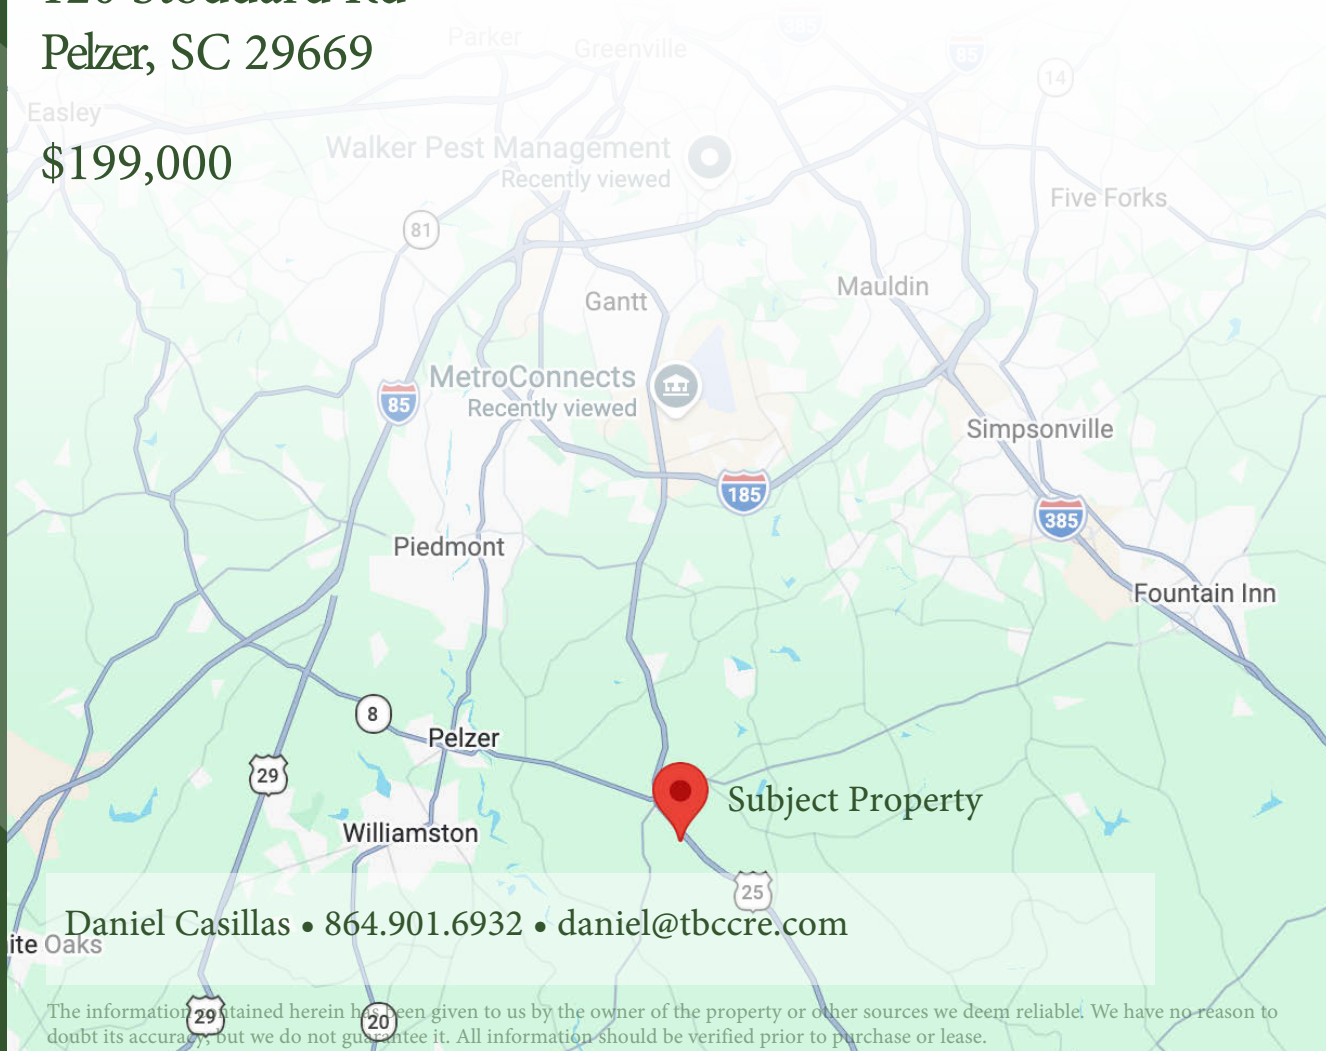 Pelzer, SC 29669
$199,000
Parker
Greenville
385
85
14
Easley
Walker Pest Management
Recently viewed
Five Forks
81
Mauldin
Gantt
MetroConnects
Recently viewed
85
Simpsonville
185
385
Piedmont
Fountain Inn
8
Pelzer
29
Subject Property
Williamston
25
Daniel Casillas • 864.901.6932 • daniel@tbccre.com
ite Oaks
The information contained herein has been given to us by the owner of the property or other sources we deem reliable. We have no reason to
doubt its accuracy, but we do not guarantee it. All information should be verified prior to purchase or lease.
29
20